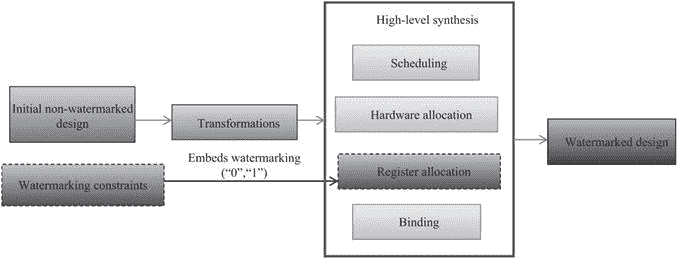 High-level synthesis
Scheduling
Initial non-watermarked
design
Transformations
Hardware allocation
Watermarked design
Embeds watermarking
(“0”,“1”)
Watermarking constraints
Register allocation
Binding